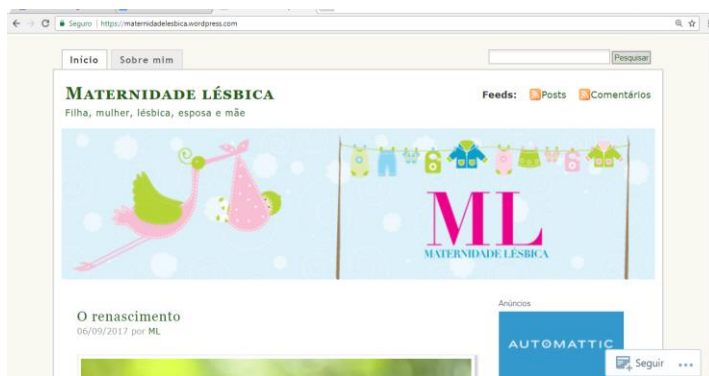 Seguro | https://maternidadelesbica.wordpress.com
Início Sobre mim Pesquisar
MATERNIDADE LÉSBICA
Feeds: Posts Comentários
Filha, mulher, lésbica, esposa e mãe
ML
MATERNIDADE LÉSBICA
O renascimento
06/09/2017 por ML
Anúncios
AUTOMATTIC
Seguir